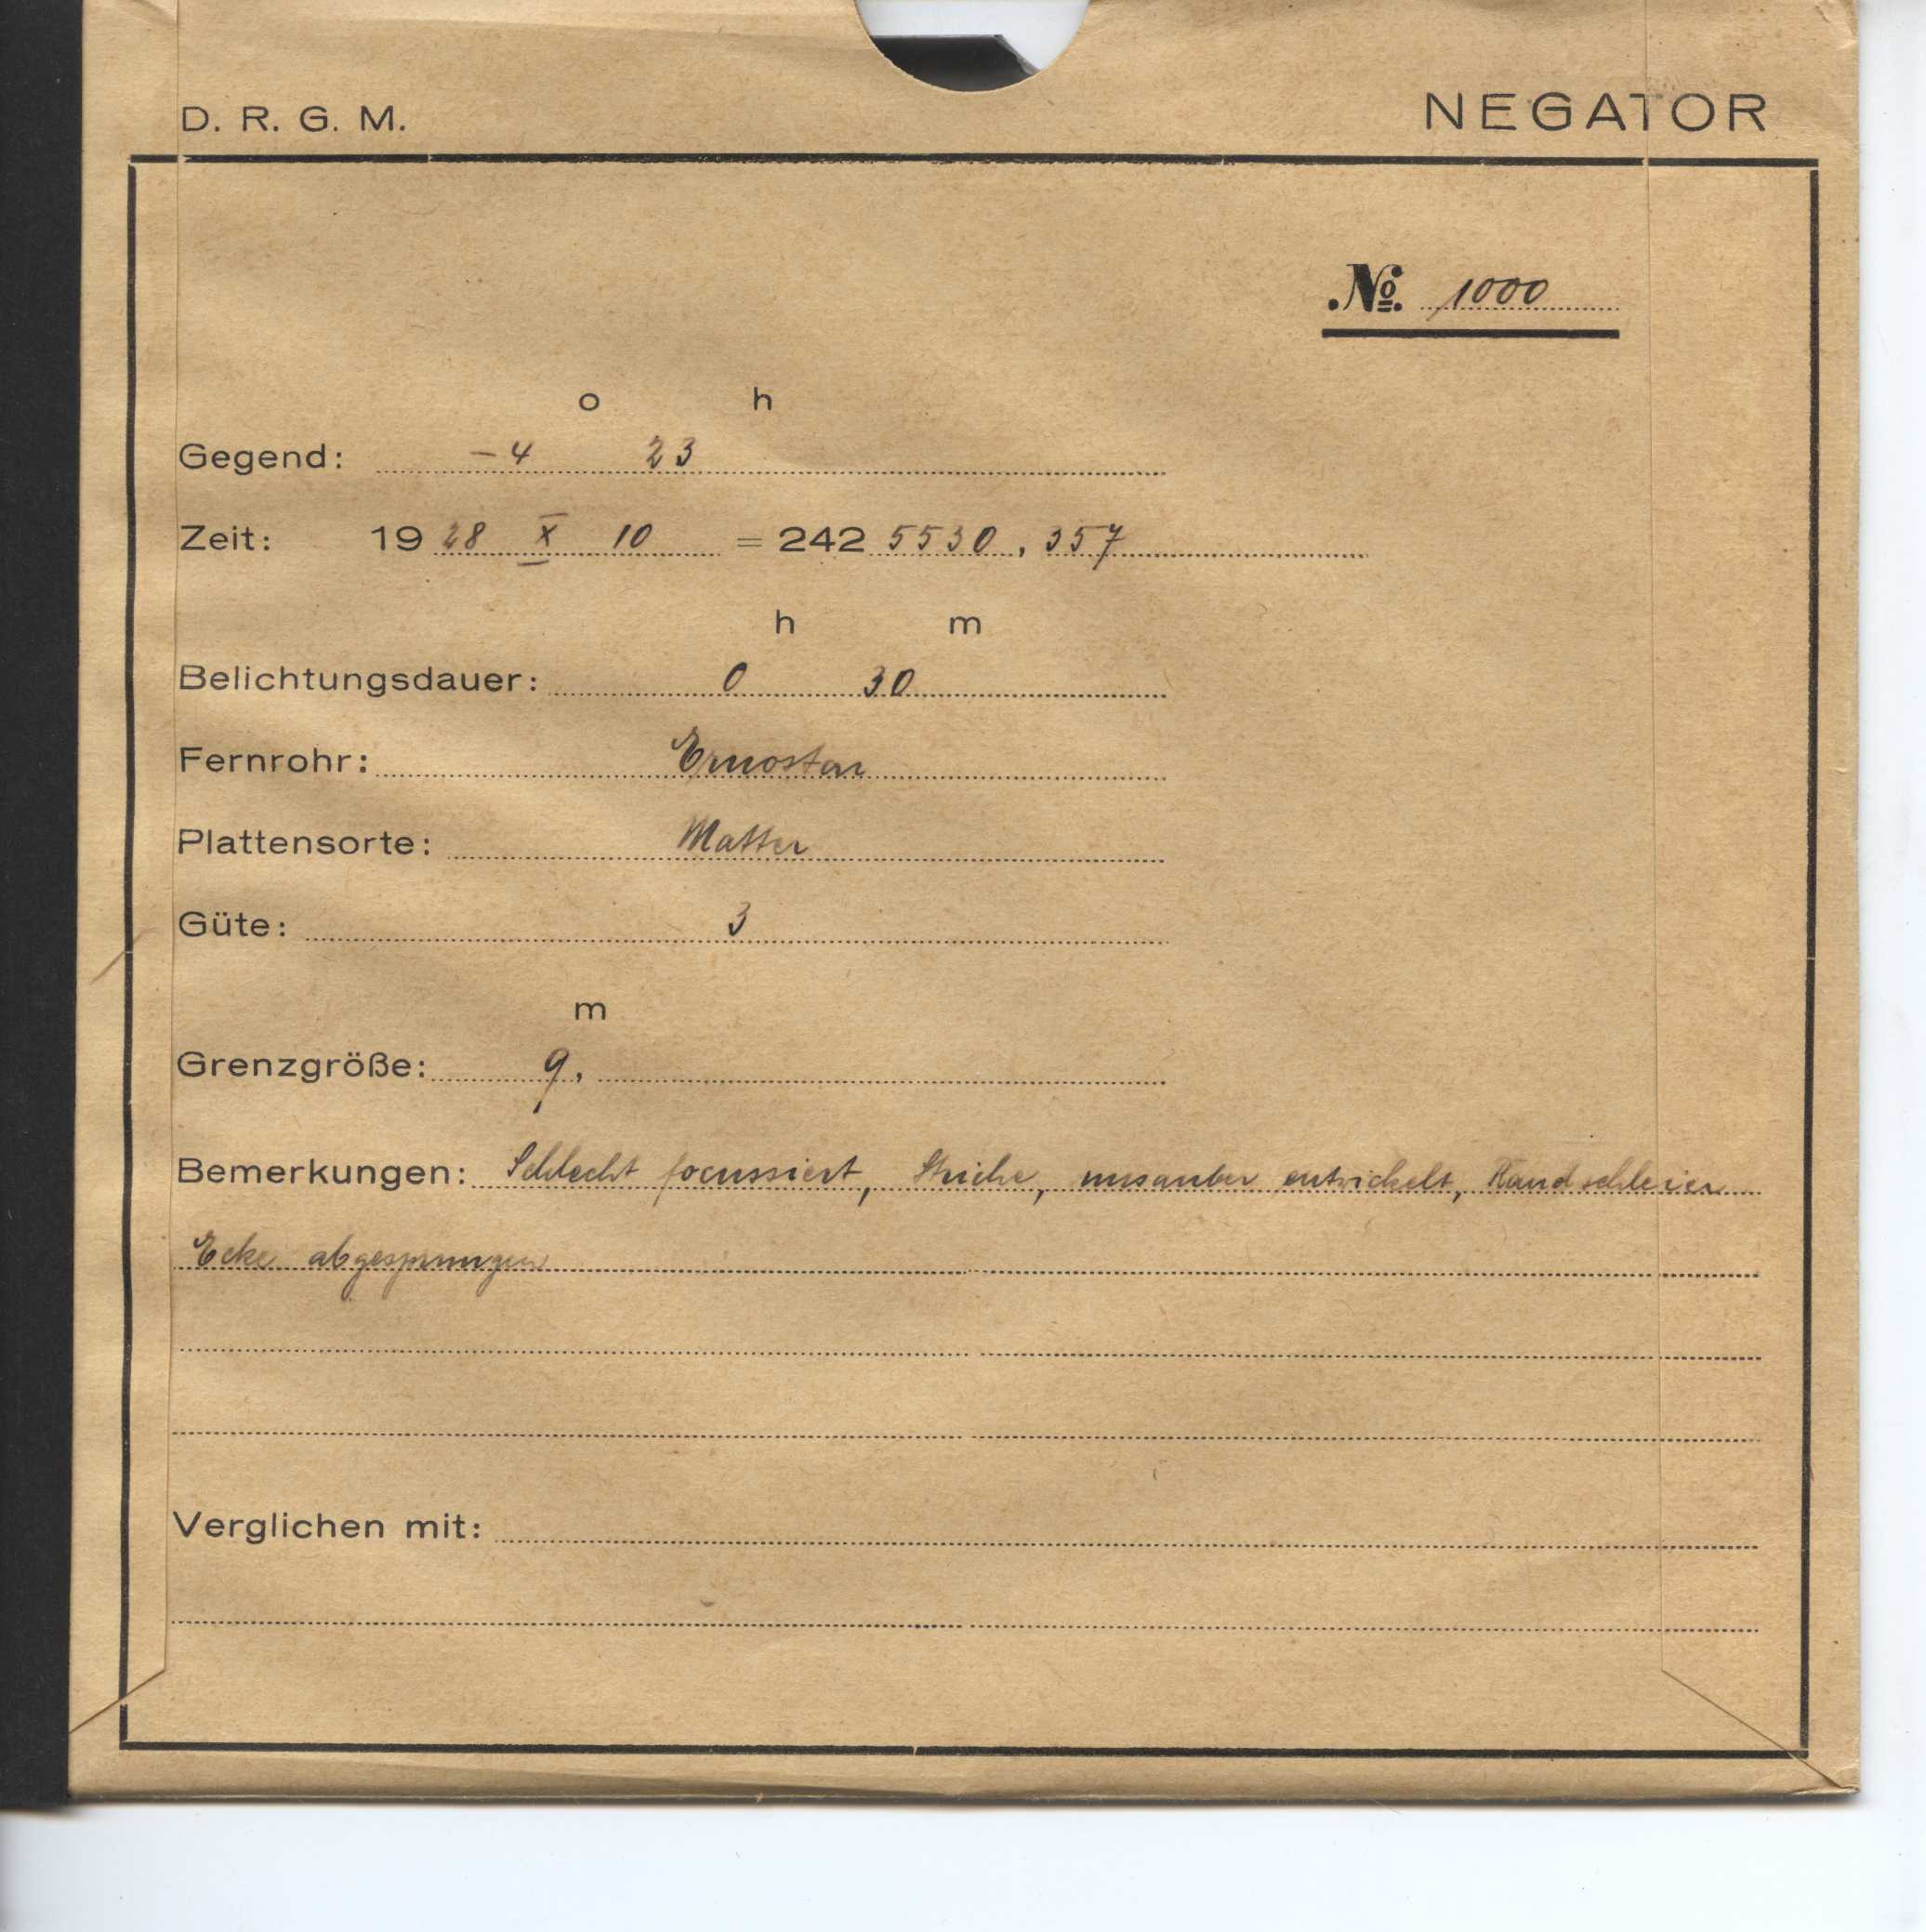 D. R. G. M. NEGATOR
№ 1000
o h
Gegend: -4 23
Zeit: 19 28 X 10 = 242 5530 , 357
h m
Belichtungsdauer: 0 30
Fernrohr: Ernostar
Plattensorte: Matter
Güte: 3
m
Grenzgröße: 9,
Bemerkungen: Schlecht focussiert, Striche, unsauber entwickelt, Randschleier
Ecke abgesprungen
Verglichen mit: